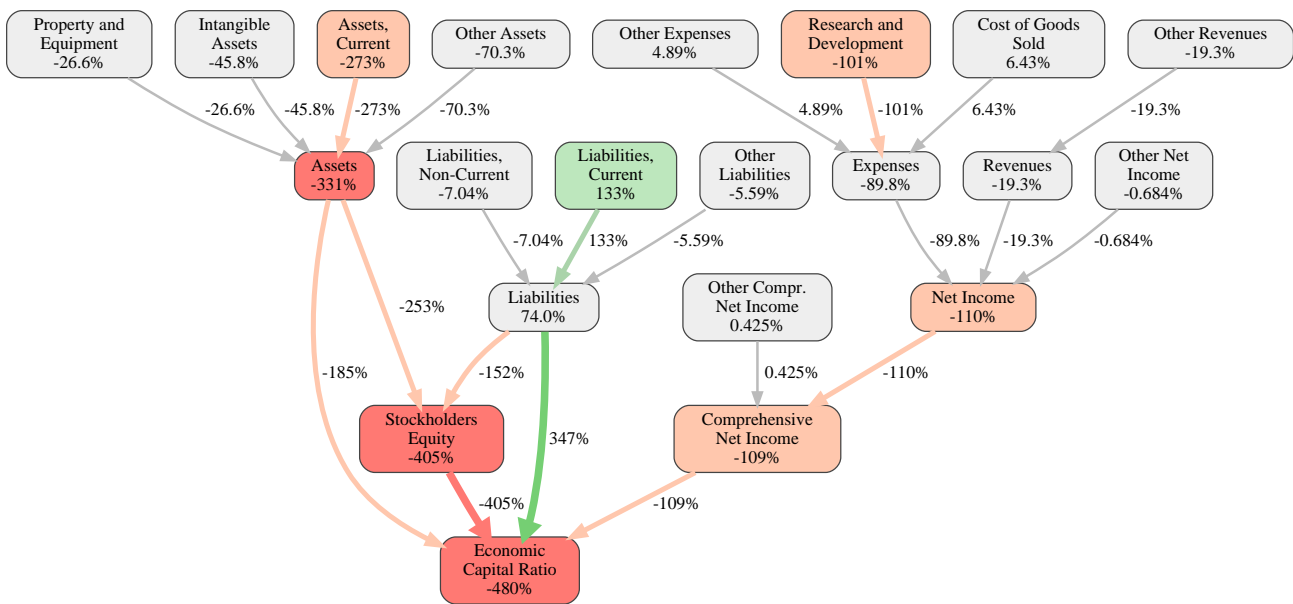 Property and
Equipment
-26.6%
Intangible
Assets
-45.8%
Assets,
Current
-273%
Other Assets
-70.3%
Other Expenses
4.89%
Research and
Development
-101%
Cost of Goods
Sold
6.43%
Other Revenues
-19.3%
-26.6%
-45.8%
-273%
-70.3%
4.89%
-101%
6.43%
-19.3%
Assets
-331%
Liabilities,
Non-Current
-7.04%
Liabilities,
Current
133%
Other
Liabilities
-5.59%
Expenses
-89.8%
Revenues
-19.3%
Other Net
Income
-0.684%
-7.04%
133%
-5.59%
-89.8%
-19.3%
-0.684%
-253%
Liabilities
74.0%
Other Compr.
Net Income
0.425%
Net Income
-110%
-185%
-152%
0.425%
-110%
Stockholders
Equity
-405%
347%
Comprehensive
Net Income
-109%
-405%
-109%
Economic
Capital Ratio
-480%